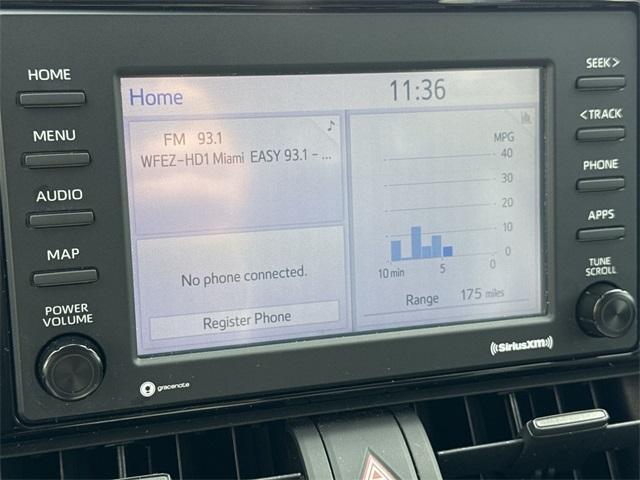 HOME
MENU
AUDIO
MAP
POWER
VOLUME
Home
11:36
FM 93.1
WFEZ-HD1 Miami EASY 93.1 - ...
No phone connected.
Register Phone
MPG
40
30
20
10
0
10 min 5 0
Range 175 miles
SEEK >
< TRACK
PHONE
APPS
TUNE
SCROLL
gracenote
SiriusXM